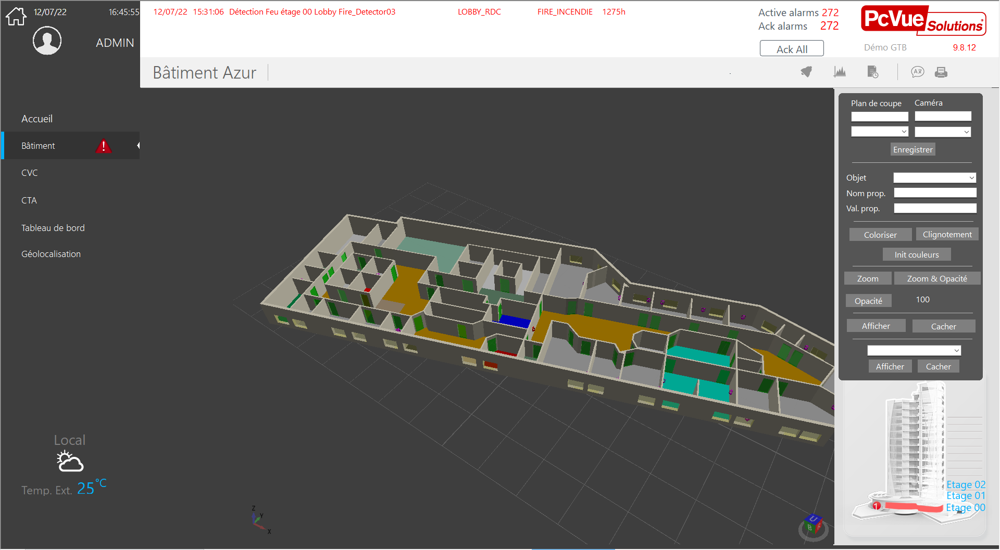 12/07/22 16:45:55
ADMIN
12/07/22 15:31:06 Détection Feu étage 00 Lobby Fire_Detector03 LOBBY_RDC FIRE_INCENDIE 1275h
Active alarms 272
Ack alarms 272
Ack All
PcVue Solutions
Démo GTB 9.8.12
Bâtiment Azur
Accueil
Bâtiment
CVC
CTA
Tableau de bord
Géolocalisation
Local
Temp. Ext. 25°C
Plan de coupe Caméra
Enregistrer
Objet
Nom prop.
Val. prop.
Coloriser Clignotement
Init couleurs
Zoom Zoom & Opacité
Opacité 100
Afficher Cacher
Afficher Cacher
Etage 02
Etage 01
1 Etage 00
Z
Y
X
U
B